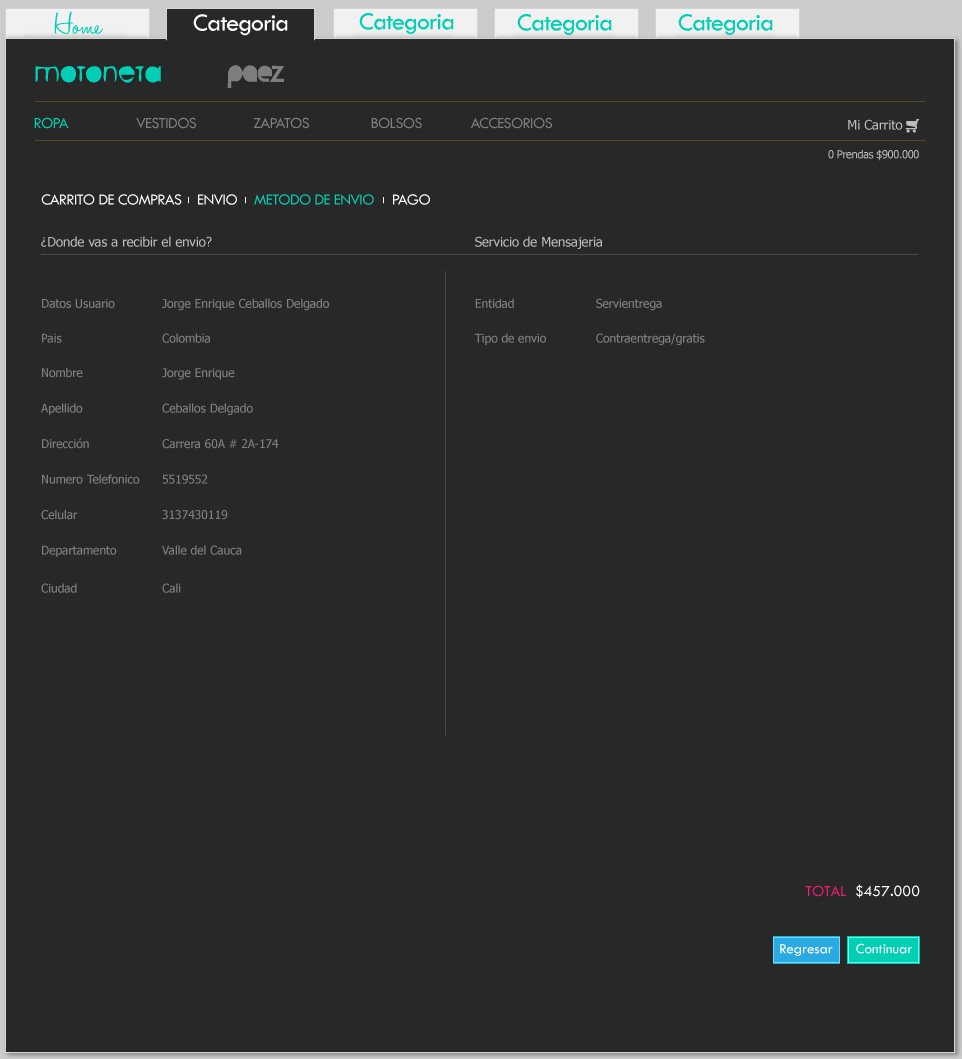 Home Categoria Categoria Categoria Categoria
motoneta paez
ROPA VESTIDOS ZAPATOS BOLSOS ACCESORIOS Mi Carrito
0 Prendas $900.000
CARRITO DE COMPRAS ı ENVIO ı METODO DE ENVIO ı PAGO
¿Donde vas a recibir el envio? Servicio de Mensajeria
Datos Usuario Jorge Enrique Ceballos Delgado Entidad Servientrega
Pais Colombia Tipo de envio Contraentrega/gratis
Nombre Jorge Enrique
Apellido Ceballos Delgado
Dirección Carrera 60A # 2A-174
Numero Telefonico 5519552
Celular 3137430119
Departamento Valle del Cauca
Ciudad Cali
TOTAL $457.000
Regresar Continuar